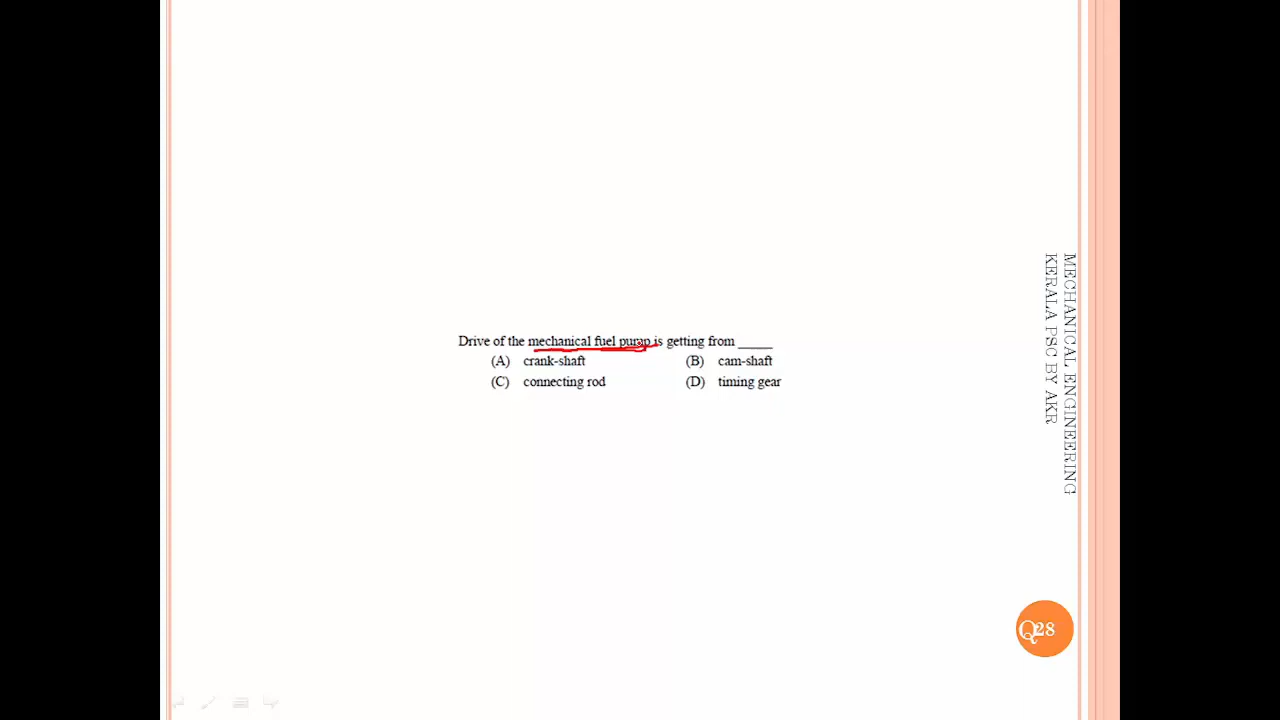 Drive of the mechanical fuel pump is getting from _____
(A) crank-shaft (B) cam-shaft
(C) connecting rod (D) timing gear
MECHANICAL ENGINEERING
KERALA PSC BY AKR
Q28